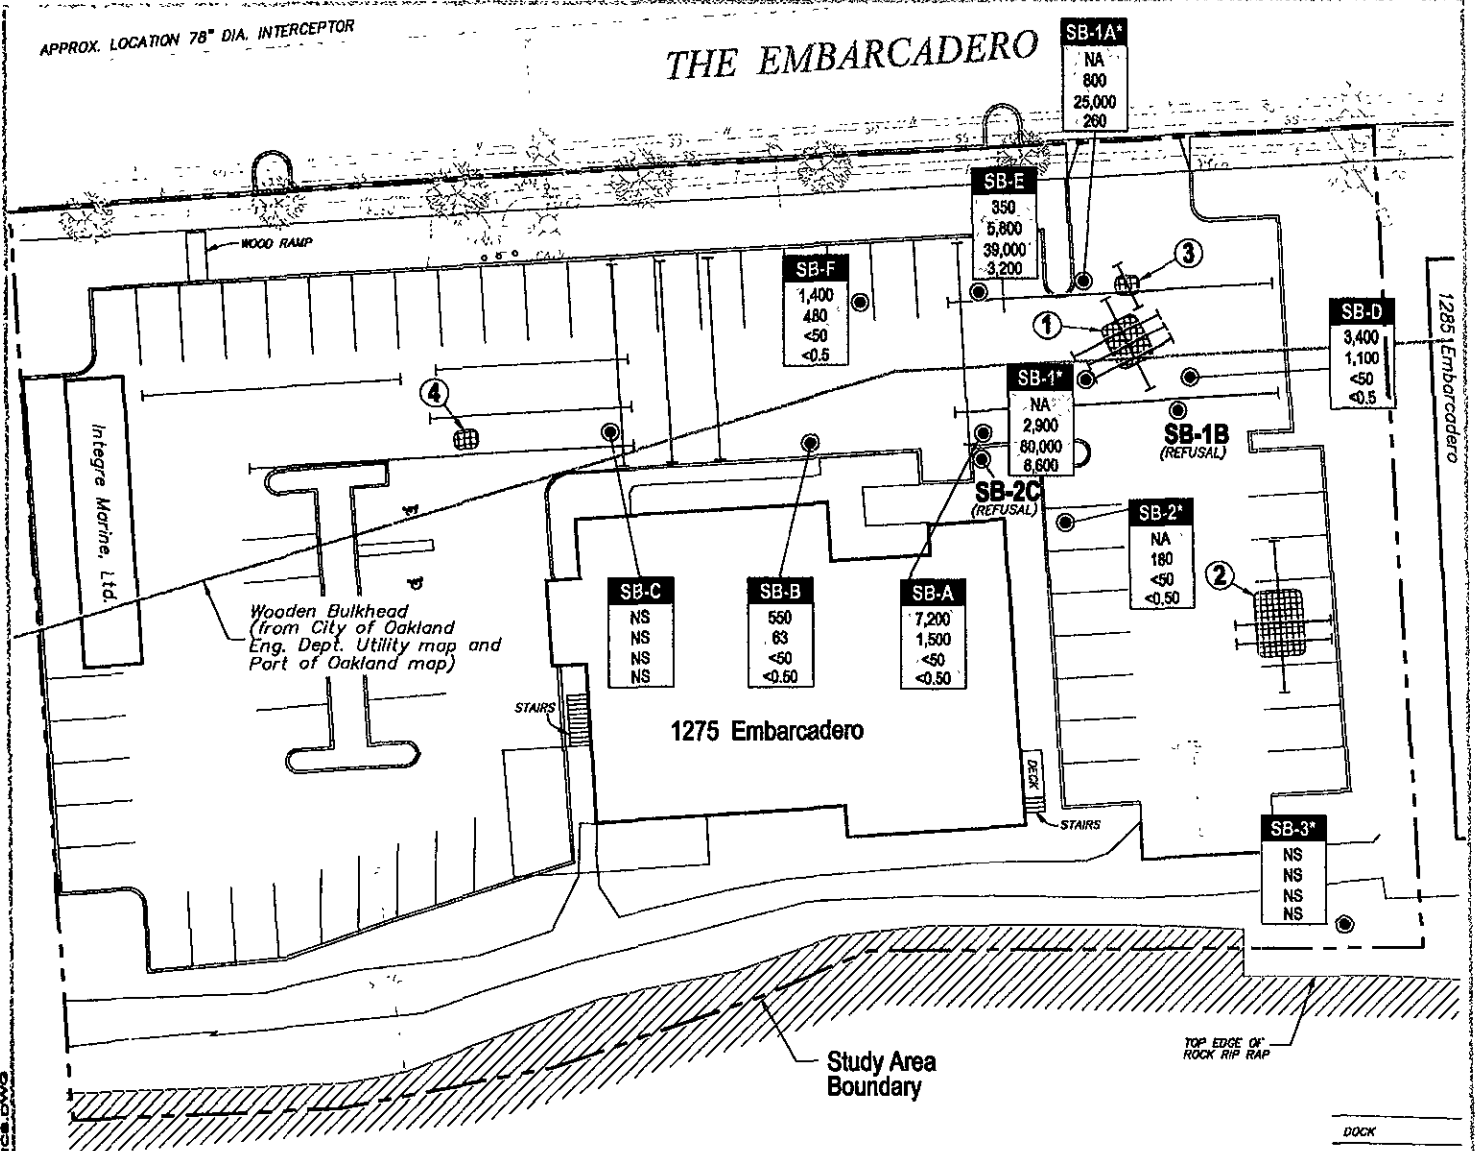 APPROX. LOCATION 78" DIA. INTERCEPTOR
THE EMBARCADERO
SB-1A*
NA
800
25,000
260
SB-E
350
5,800
39,000
3,200
WOOD RAMP
SB-F
1,400
480
<50
<0.5
3
1
SB-D
3,400
1,100
<50
<0.5
1285 Embarcadero
4
SB-1*
NA
2,900
80,000
8,600
SB-1B
(REFUSAL)
SB-2C
(REFUSAL)
Integre Marine, Ltd.
SB-2*
NA
180
<50
<0.50
2
Wooden Bulkhead
(from City of Oakland
Eng. Dept. Utility map and
Port of Oakland map)
SB-C
NS
NS
NS
NS
SB-B
550
63
<50
<0.50
SB-A
7,200
1,500
<50
<0.50
STAIRS
1275 Embarcadero
DECK
STAIRS
SB-3*
NS
NS
NS
NS
TOP EDGE OF
ROCK RIP RAP
Study Area
Boundary
DOCK